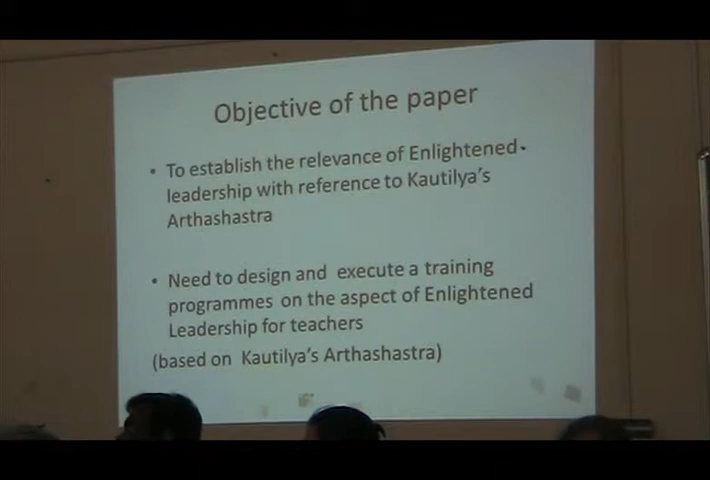 Objective of the paper
• To establish the relevance of Enlightened-
leadership with reference to Kautilya's
Arthashastra
• Need to design and  execute a training
programmes  on the aspect of Enlightened
Leadership for teachers
(based on  Kautilya's Arthashastra)